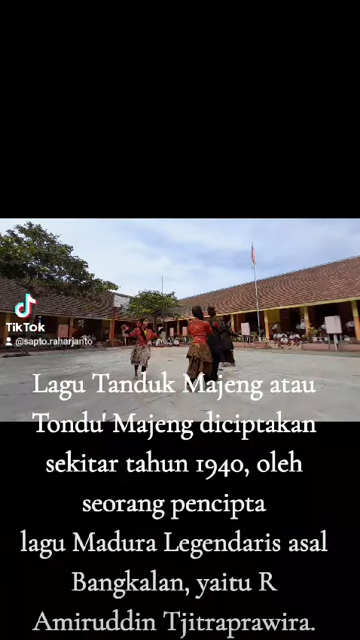 TikTok
@sapto.raharjanto
Lagu Tanduk Majeng atau
Tondu' Majeng diciptakan
sekitar tahun 1940, oleh
seorang pencipta
lagu Madura Legendaris asal
Bangkalan, yaitu R
Amiruddin Tjitraprawira.